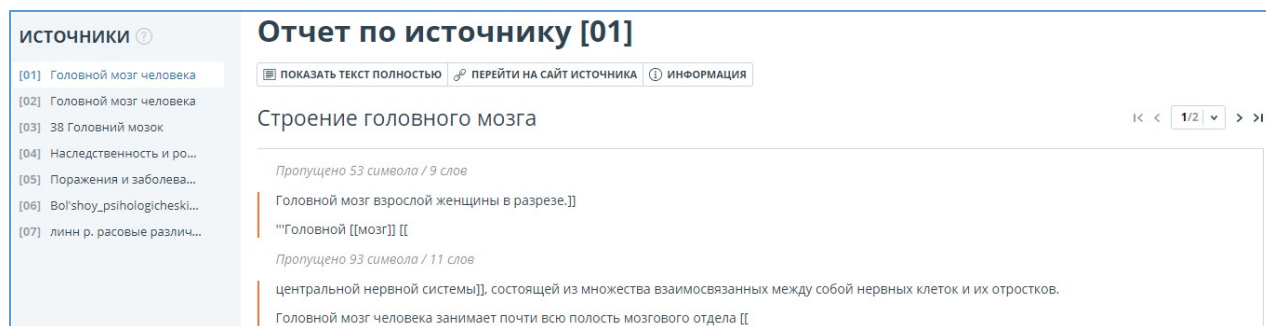 ИСТОЧНИКИ ?
[01] Головной мозг человека
[02] Головной мозг человека
[03] 38 Головний мозок
[04] Наследственность и ро...
[05] Поражения и заболева...
[06] Bol'shoy_psihologicheski...
[07] линн р. расовые различ...
Отчет по источнику [01]
ПОКАЗАТЬ ТЕКСТ ПОЛНОСТЬЮ ПЕРЕЙТИ НА САЙТ ИСТОЧНИКА ИНФОРМАЦИЯ
Строение головного мозга
1/2
Пропущено 53 символа / 9 слов
Головной мозг взрослой женщины в разрезе.]]
'''Головной [[мозг]] [[
Пропущено 93 символа / 11 слов
центральной нервной системы]], состоящей из множества взаимосвязанных между собой нервных клеток и их отростков.
Головной мозг человека занимает почти всю полость мозгового отдела [[